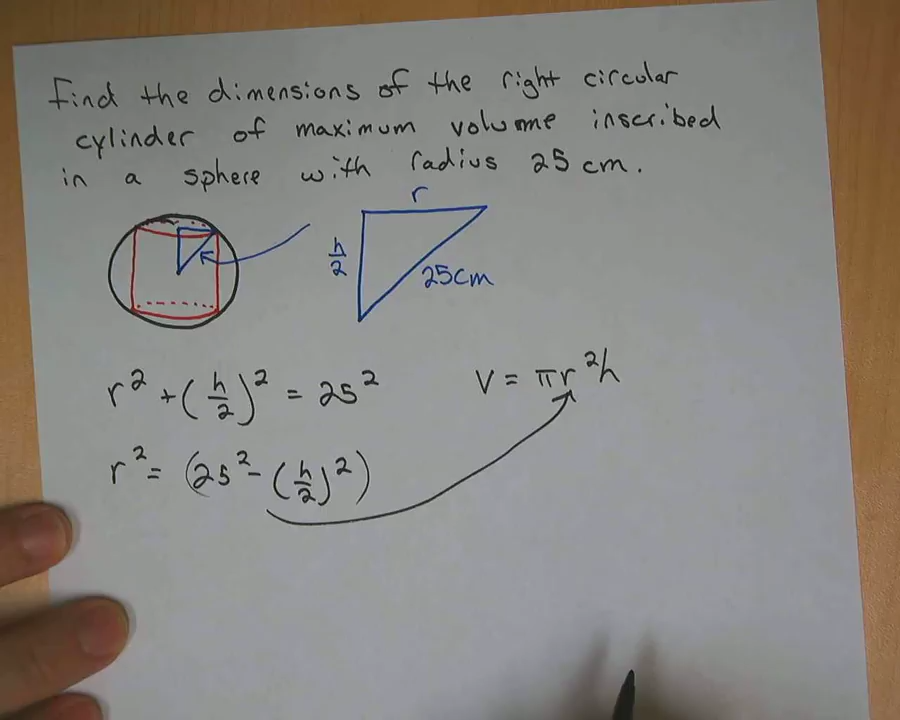 Find the dimensions of the right circular
cylinder of maximum volume inscribed
in a sphere with radius 25 cm.
r
h/2
25cm
r² + (h/2)² = 25²
V = πr²h
r² = (25² - (h/2)²)